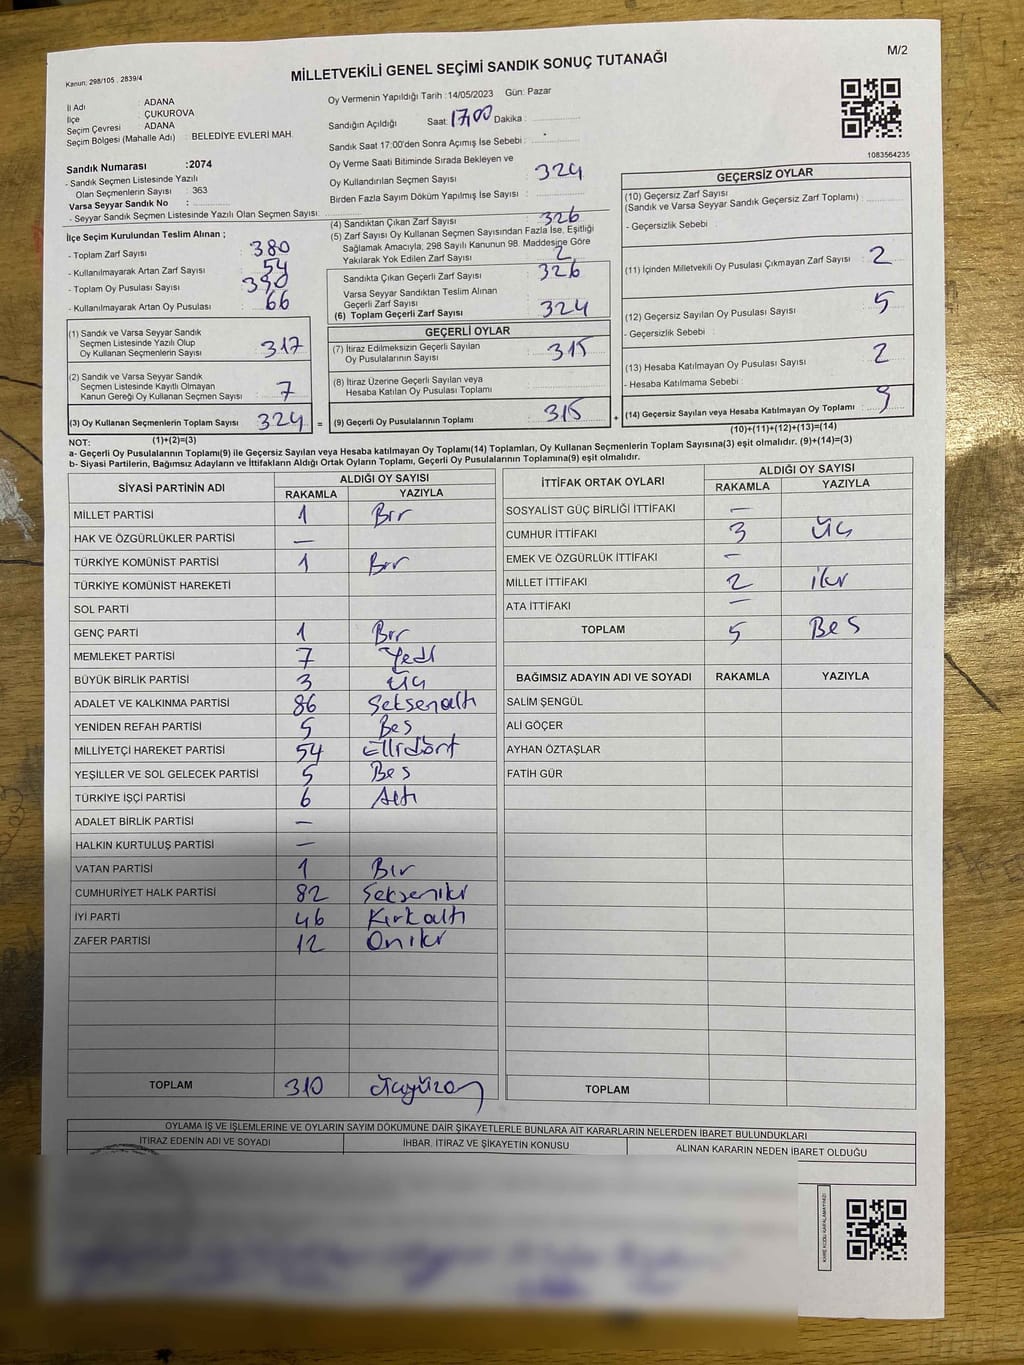 M/2
Kanun: 298/105 . 2839/4
MİLLETVEKİLİ GENEL SEÇİMİ SANDIK SONUÇ TUTANAĞI
İl Adı : ADANA
İlçe : ÇUKUROVA
Seçim Çevresi : ADANA
Seçim Bölgesi (Mahalle Adı) : BELEDİYE EVLERİ MAH.
Sandık Numarası :2074
- Sandık Seçmen Listesinde Yazılı
Olan Seçmenlerin Sayısı : 363
Varsa Seyyar Sandık No :
- Seyyar Sandık Seçmen Listesinde Yazılı Olan Seçmen Sayısı:
Oy Vermenin Yapıldığı Tarih :14/05/2023 Gün: Pazar
Sandığın Açıldığı Saat: 17,00 Dakika :
Sandık Saat 17:00'den Sonra Açımış İse Sebebi :
Oy Verme Saati Bitiminde Sırada Bekleyen ve
Oy Kullandırılan Seçmen Sayısı : 324
Birden Fazla Sayım Döküm Yapılmış İse Sayısı :
1083564235
İlçe Seçim Kurulundan Teslim Alınan ;
- Toplam Zarf Sayısı : 380
- Kullanılmayarak Artan Zarf Sayısı : 54
- Toplam Oy Pusulası Sayısı : 390
- Kullanılmayarak Artan Oy Pusulası : 66
(4) Sandıktan Çıkan Zarf Sayısı : 326
(5) Zarf Sayısı Oy Kullanan Seçmen Sayısından Fazla İse, Eşitliği
Sağlamak Amacıyla; 298 Sayılı Kanunun 98. Maddesine Göre
Yakılarak Yok Edilen Zarf Sayısı : 2
Sandıkta Çıkan Geçerli Zarf Sayısı : 326
Varsa Seyyar Sandıktan Teslim Alınan
Geçerli Zarf Sayısı :
(6) Toplam Geçerli Zarf Sayısı : 324
GEÇERSİZ OYLAR
(10) Geçersiz Zarf Sayısı
(Sandık ve Varsa Seyyar Sandık Geçersiz Zarf Toplamı) :
- Geçersizlik Sebebi :
(11) İçinden Milletvekili Oy Pusulası Çıkmayan Zarf Sayısı : 2
(12) Geçersiz Sayılan Oy Pusulası Sayısı : 5
- Geçersizlik Sebebi :
(13) Hesaba Katılmayan Oy Pusulası Sayısı : 2
- Hesaba Katılmama Sebebi :
(14) Geçersiz Sayılan veya Hesaba Katılmayan Oy Toplamı : 9
(10)+(11)+(12)+(13)=(14)
(1) Sandık ve Varsa Seyyar Sandık
Seçmen Listesinde Yazılı Olup
Oy Kullanan Seçmenlerin Sayısı : 317
(2) Sandık ve Varsa Seyyar Sandık
Seçmen Listesinde Kayıtlı Olmayan
Kanun Gereği Oy Kullanan Seçmen Sayısı : 7
(3) Oy Kullanan Seçmenlerin Toplam Sayısı : 324 =
(1)+(2)=(3)
GEÇERLİ OYLAR
(7) İtiraz Edilmeksizin Geçerli Sayılan
Oy Pusulalarının Sayısı : 315
(8) İtiraz Üzerine Geçerli Sayılan veya
Hesaba Katılan Oy Pusulası Toplamı :
(9) Geçerli Oy Pusulalarının Toplamı : 315 +
NOT:
a- Geçerli Oy Pusulalarının Toplamı(9) ile Geçersiz Sayılan veya Hesaba katılmayan Oy Toplamı(14) Toplamları, Oy Kullanan Seçmenlerin Toplam Sayısına(3) eşit olmalıdır. (9)+(14)=(3)
b- Siyasi Partilerin, Bağımsız Adayların ve İttifakların Aldığı Ortak Oyların Toplamı, Geçerli Oy Pusulalarının Toplamına(9) eşit olmalıdır.
SİYASİ PARTİNİN ADI ALDIĞI OY SAYISI
RAKAMLA YAZIYLA
MİLLET PARTİSİ 1 Bir
HAK VE ÖZGÜRLÜKLER PARTİSİ —
TÜRKİYE KOMÜNİST PARTİSİ 1 Bir
TÜRKİYE KOMÜNİST HAREKETİ
SOL PARTİ
GENÇ PARTİ 1 Bir
MEMLEKET PARTİSİ 7 Yedi
BÜYÜK BİRLİK PARTİSİ 3 Üç
ADALET VE KALKINMA PARTİSİ 86 Seksenaltı
YENİDEN REFAH PARTİSİ 5 Bes
MİLLİYETÇİ HAREKET PARTİSİ 54 Ellidört
YEŞİLLER VE SOL GELECEK PARTİSİ 5 Bes
TÜRKİYE İŞÇİ PARTİSİ 6 Altı
ADALET BİRLİK PARTİSİ —
HALKIN KURTULUŞ PARTİSİ —
VATAN PARTİSİ 1 Bir
CUMHURİYET HALK PARTİSİ 82 Sekseniki
İYİ PARTİ 46 Kırkaltı
ZAFER PARTİSİ 12 Oniki
TOPLAM 310 Üçyüzon
İTTİFAK ORTAK OYLARI ALDIĞI OY SAYISI
RAKAMLA YAZIYLA
SOSYALİST GÜÇ BİRLİĞİ İTTİFAKI —
CUMHUR İTTİFAKI 3 Üç
EMEK VE ÖZGÜRLÜK İTTİFAKI —
MİLLET İTTİFAKI 2 iki
ATA İTTİFAKI —
TOPLAM 5 Bes
BAĞIMSIZ ADAYIN ADI VE SOYADI RAKAMLA YAZIYLA
SALİM ŞENGÜL
ALİ GÖÇER
AYHAN ÖZTAŞLAR
FATİH GÜR
TOPLAM
OYLAMA İŞ VE İŞLEMLERİNE VE OYLARIN SAYIM DÖKÜMÜNE DAİR ŞİKAYETLERLE BUNLARA AİT KARARLARIN NELERDEN İBARET BULUNDUKLARI
İTİRAZ EDENİN ADI VE SOYADI İHBAR. İTİRAZ VE ŞİKAYETİN KONUSU ALINAN KARARIN NEDEN İBARET OLDUĞU
KARE KODU KARALAMAYINIZ!